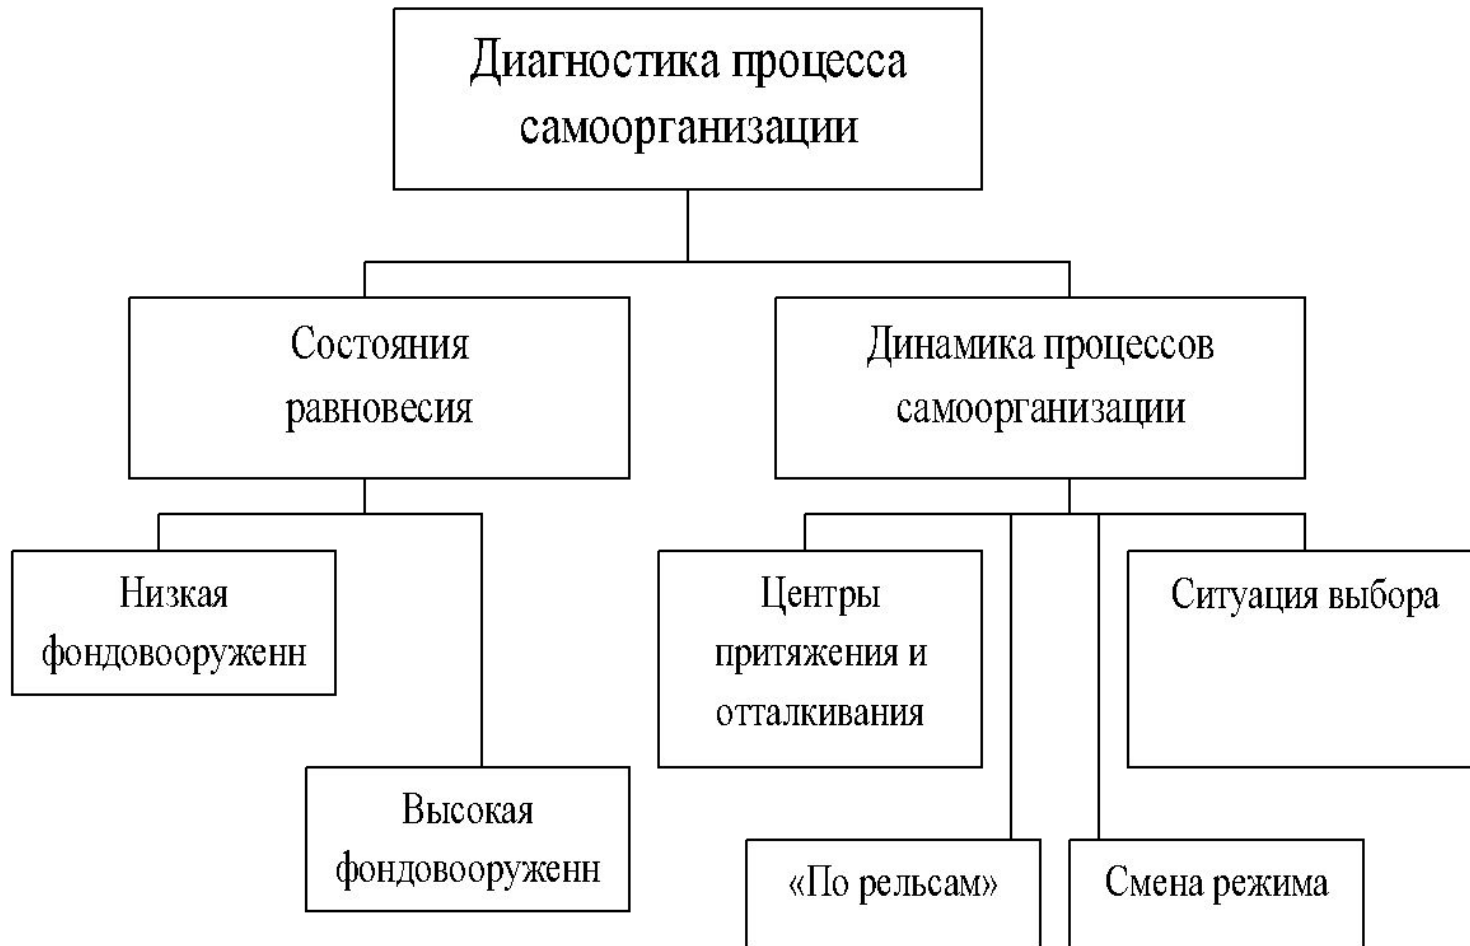 Диагностика процесса
самоорганизации
Состояния
равновесия
Динамика процессов
самоорганизации
Низкая
фондовооруженн
Высокая
фондовооруженн
Центры
притяжения и
отталкивания
«По рельсам»
Смена режима
Ситуация выбора